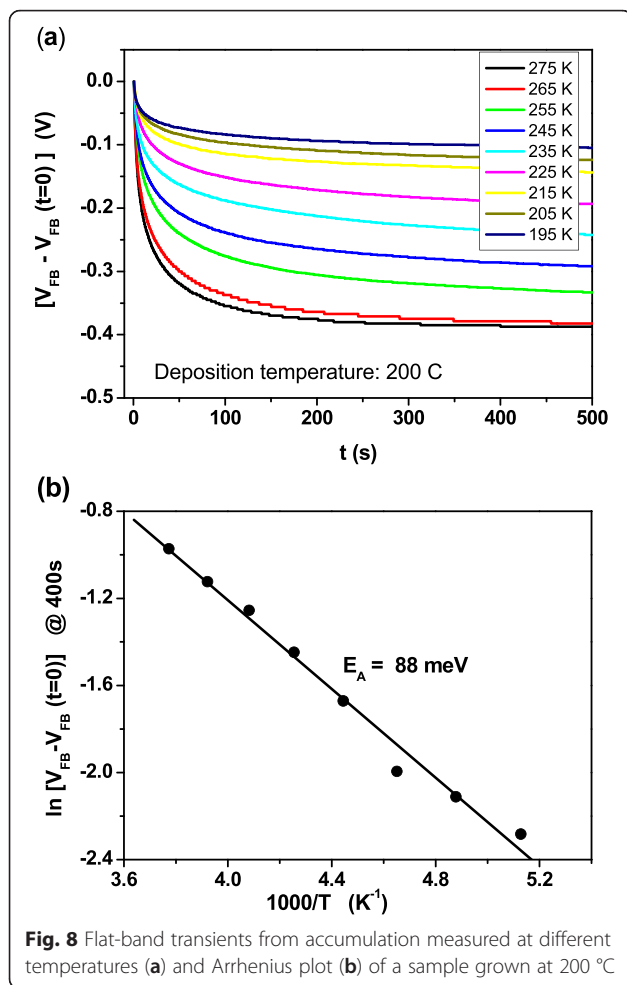 (a)
0.0
-0.1
-0.2
-0.3
-0.4
-0.5
[V_FB - V_FB (t=0) ] (V)
275 K
265 K
255 K
245 K
235 K
225 K
215 K
205 K
195 K
Deposition temperature: 200 C
0 100 200 300 400 500
t (s)
(b)
-0.8
-1.2
-1.6
-2.0
-2.4
ln [V_FB-V_FB (t=0)] @ 400s
E_A = 88 meV
3.6 4.0 4.4 4.8 5.2
1000/T (K⁻¹)
Fig. 8 Flat-band transients from accumulation measured at different
temperatures (a) and Arrhenius plot (b) of a sample grown at 200 °C